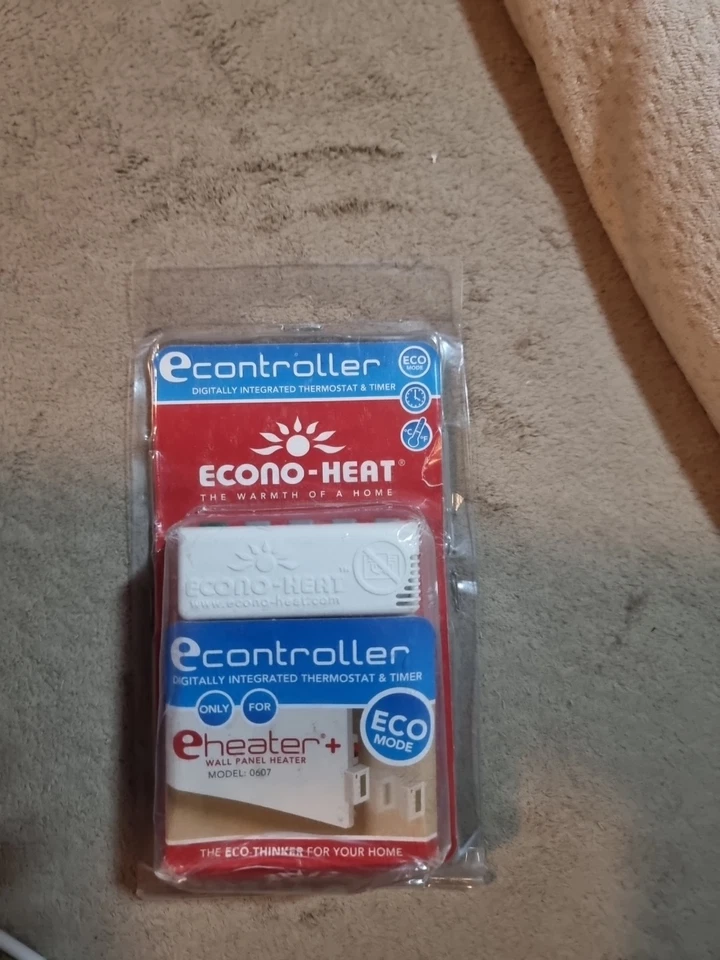 econtroller
ECO
MODE
DIGITALLY INTEGRATED THERMOSTAT & TIMER
°C °F
ECONO-HEAT®
THE WARMTH OF A HOME
ECONO-HEAT™
www.econo-heat.com
econtroller
DIGITALLY INTEGRATED THERMOSTAT & TIMER
ONLY FOR
ECO
MODE
eheater®+
WALL PANEL HEATER
MODEL: 0607
THE ECO THINKER FOR YOUR HOME